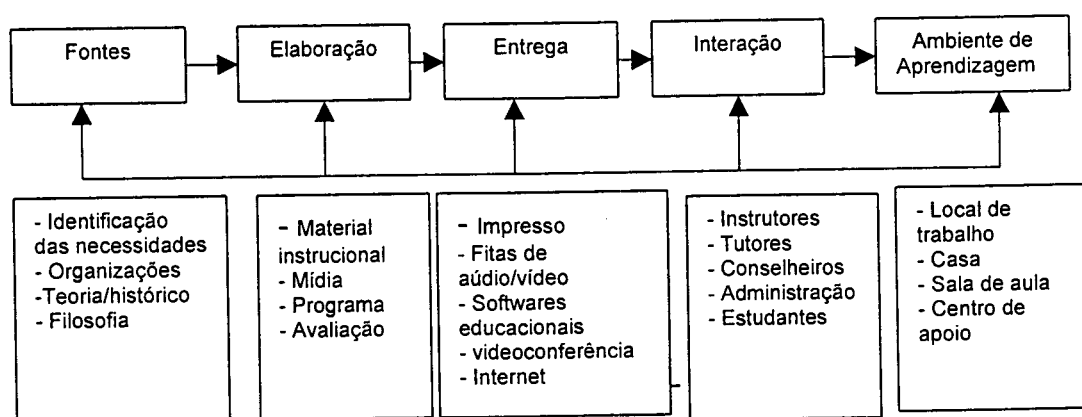 Fontes
Elaboração
Entrega
Interação
Ambiente de
Aprendizagem
- Identificação
das necessidades
- Organizações
-Teoria/histórico
- Filosofia
- Material
instrucional
- Mídia
- Programa
- Avaliação
- Impresso
- Fitas de
aúdio/vídeo
- Softwares
educacionais
- videoconferência
- Internet
- Instrutores
- Tutores
- Conselheiros
- Administração
- Estudantes
- Local de
trabalho
- Casa
- Sala de aula
- Centro de
apoio